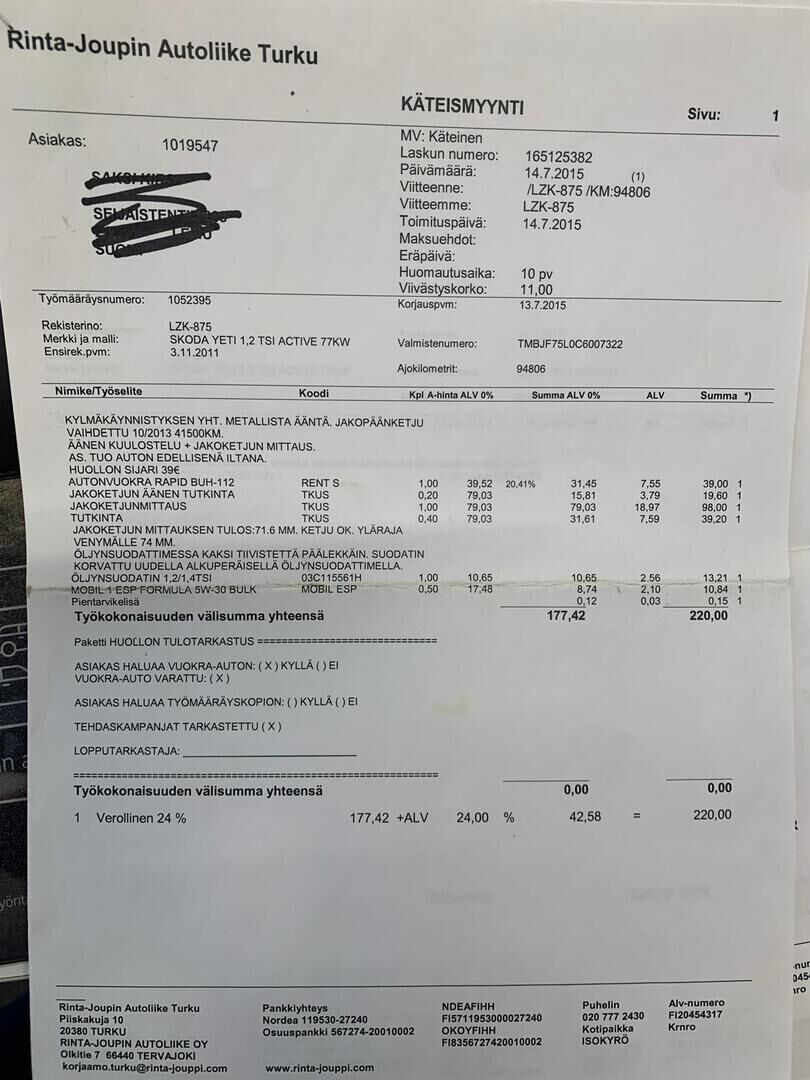 Rinta-Joupin Autoliike Turku
KÄTEISMYYNTI
Sivu: 1
Asiakas: 1019547
MV: Käteinen
Laskun numero: 165125382
Päivämäärä: 14.7.2015 (1)
Viitteenne: /LZK-875 /KM:94806
Viitteemme: LZK-875
Toimituspäivä: 14.7.2015
Maksuehdot:
Eräpäivä:
Huomautusaika: 10 pv
Viivästyskorko: 11,00
Työmääräysnumero: 1052395
Korjauspvm: 13.7.2015
Rekisterino: LZK-875
Merkki ja malli: SKODA YETI 1,2 TSI ACTIVE 77KW
Valmistenumero: TMBJF75L0C6007322
Ensirek.pvm: 3.11.2011
Ajokilometrit: 94806
Nimike/Työselite Koodi Kpl A-hinta ALV 0% Summa ALV 0% ALV Summa *)
KYLMÄKÄYNNISTYKSEN YHT. METALLISTA ÄÄNTÄ. JAKOPÄÄNKETJU
VAIHDETTU 10/2013 41500KM.
ÄÄNEN KUULOSTELU + JAKOKETJUN MITTAUS.
AS. TUO AUTON EDELLISENÄ ILTANA.
HUOLLON SIJARI 39€
AUTONVUOKRA RAPID BUH-112 RENT S 1,00 39,52 20,41% 31,45 7,55 39,00 1
JAKOKETJUN ÄÄNEN TUTKINTA TKUS 0,20 79,03 15,81 3,79 19,60 1
JAKOKETJUNMITTAUS TKUS 1,00 79,03 79,03 18,97 98,00 1
TUTKINTA TKUS 0,40 79,03 31,61 7,59 39,20 1
JAKOKETJUN MITTAUKSEN TULOS:71.6 MM. KETJU OK. YLÄRAJA
VENYMÄLLE 74 MM.
ÖLJYNSUODATTIMESSA KAKSI TIIVISTETTÄ PÄÄLEKKÄIN. SUODATIN
KORVATTU UUDELLA ALKUPERÄISELLÄ ÖLJYNSUODATTIMELLA.
ÖLJYNSUODATIN 1,2/1,4TSI 03C115561H 1,00 10,65 10,65 2.56 13,21 1
MOBIL 1 ESP FORMULA 5W-30 BULK MOBIL ESP 0,50 17,48 8,74 2,10 10,84 1
Pientarvikelisä 0,12 0,03 0,15 1
Työkokonaisuuden välisumma yhteensä 177,42 220,00
Paketti HUOLLON TULOTARKASTUS ==============================
ASIAKAS HALUAA VUOKRA-AUTON: ( X ) KYLLÄ ( ) EI
VUOKRA-AUTO VARATTU: ( X )
ASIAKAS HALUAA TYÖMÄÄRÄYSKOPION: ( ) KYLLÄ ( ) EI
TEHDASKAMPANJAT TARKASTETTU ( X )
LOPPUTARKASTAJA: ____________________________
============================================================
Työkokonaisuuden välisumma yhteensä 0,00 0,00
1 Verollinen 24 % 177,42 +ALV 24,00 % 42,58 = 220,00
Rinta-Joupin Autoliike Turku
Piiskakuja 10
20380 TURKU
RINTA-JOUPIN AUTOLIIKE OY
Olkitie 7 66440 TERVAJOKI
korjaamo.turku@rinta-jouppi.com
Pankkiyhteys
Nordea 119530-27240
Osuuspankki 567274-20010002
www.rinta-jouppi.com
NDEAFIHH
FI5711953000027240
OKOYFIHH
FI8356727420010002
Puhelin
020 777 2430
Kotipaikka
ISOKYRÖ
Alv-numero
FI20454317
Krnro